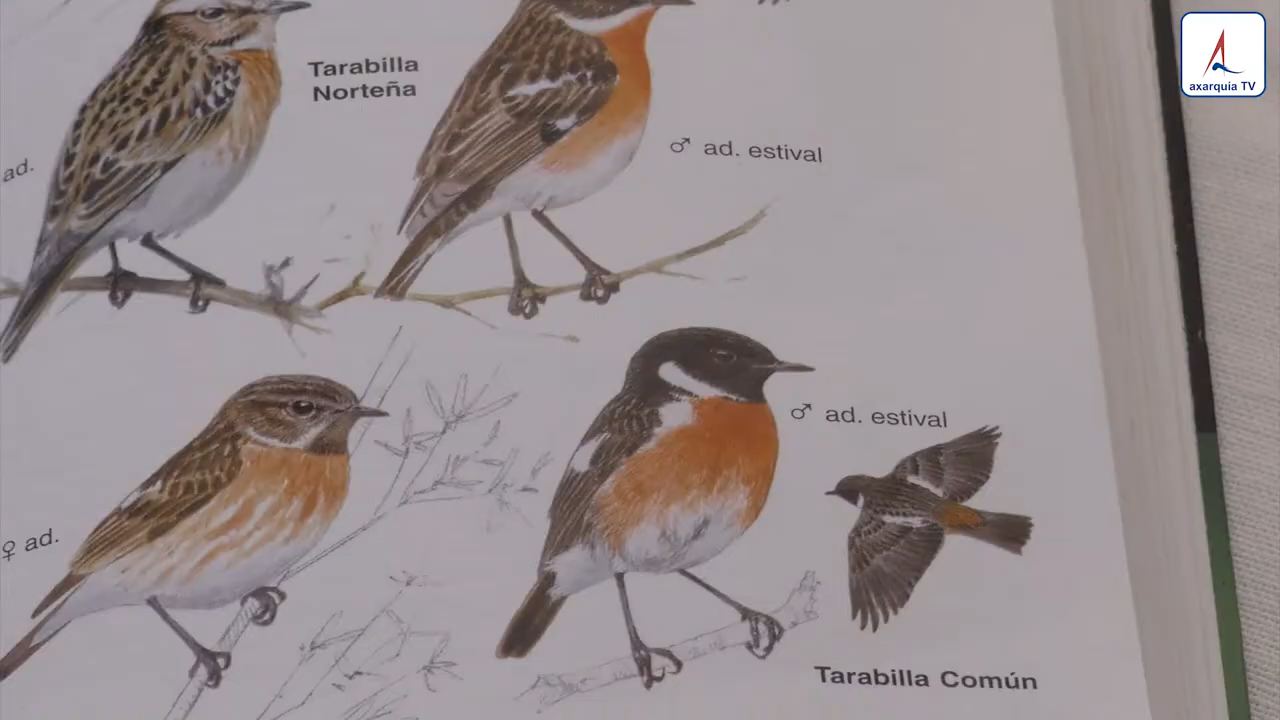 axarquía TV
Tarabilla
Norteña
♂ ad. estival
ad.
♂ ad. estival
♀ ad.
Tarabilla Común